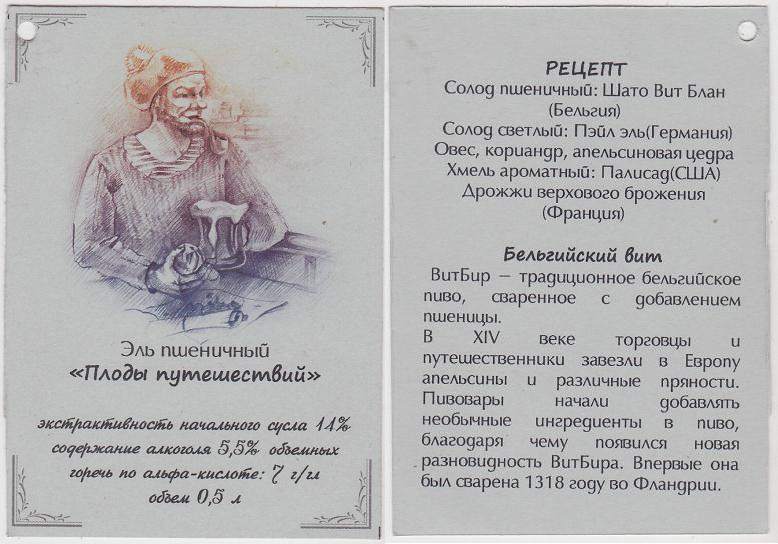 Эль пшеничный
«Плоды путешествий»
экстрактивность начального сусла 11%
содержание алкоголя 5,5% объемных
горечь по альфа-кислоте: 7 г/гл
объем 0,5 л
РЕЦЕПТ
Солод пшеничный: Шато Вит Блан
(Бельгия)
Солод светлый: Пэйл эль(Германия)
Овес, кориандр, апельсиновая цедра
Хмель ароматный: Палисад(США)
Дрожжи верхового брожения
(Франция)
Бельгийский вит
ВитБир – традиционное бельгийское
пиво, сваренное с добавлением
пшеницы.
В XIV веке торговцы и
путешественники завезли в Европу
апельсины и различные пряности.
Пивовары начали добавлять
необычные ингредиенты в пиво,
благодаря чему появился новая
разновидность ВитБира. Впервые она
был сварена 1318 году во Фландрии.